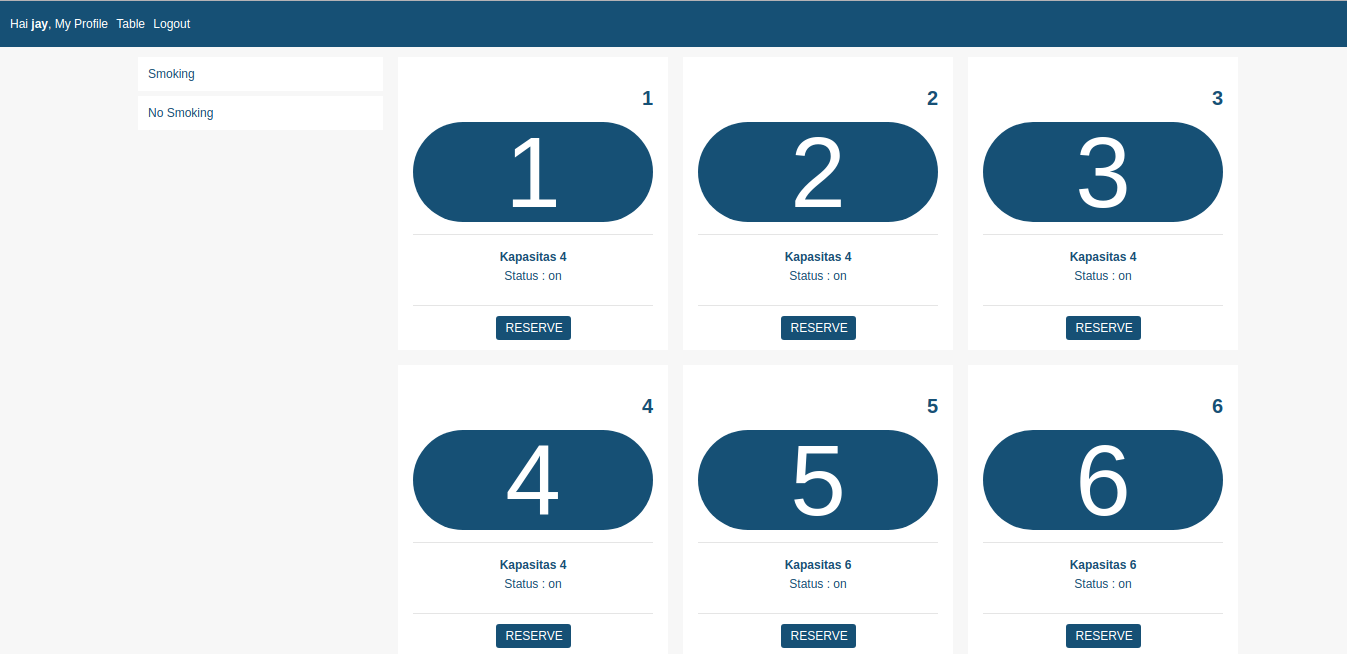 Hai jay, My Profile Table Logout
Smoking
No Smoking
1
1
Kapasitas 4
Status : on
RESERVE
2
2
Kapasitas 4
Status : on
RESERVE
3
3
Kapasitas 4
Status : on
RESERVE
4
4
Kapasitas 4
Status : on
RESERVE
5
5
Kapasitas 6
Status : on
RESERVE
6
6
Kapasitas 6
Status : on
RESERVE